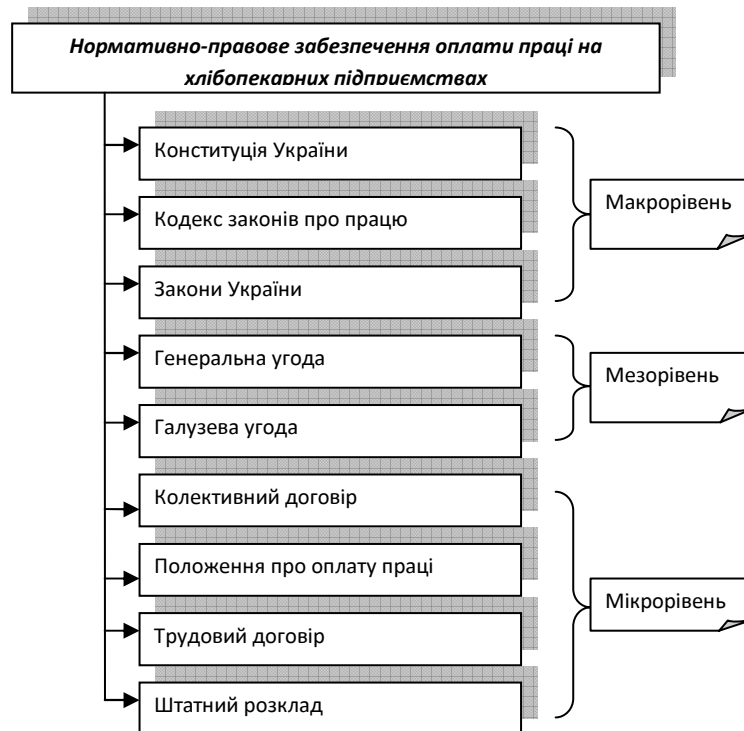 Нормативно-правове забезпечення оплати праці на
хлібопекарних підприємствах
Конституція України
Кодекс законів про працю
Закони України
Макрорівень
Генеральна угода
Галузева угода
Мезорівень
Колективний договір
Положення про оплату праці
Трудовий договір
Штатний розклад
Мікрорівень